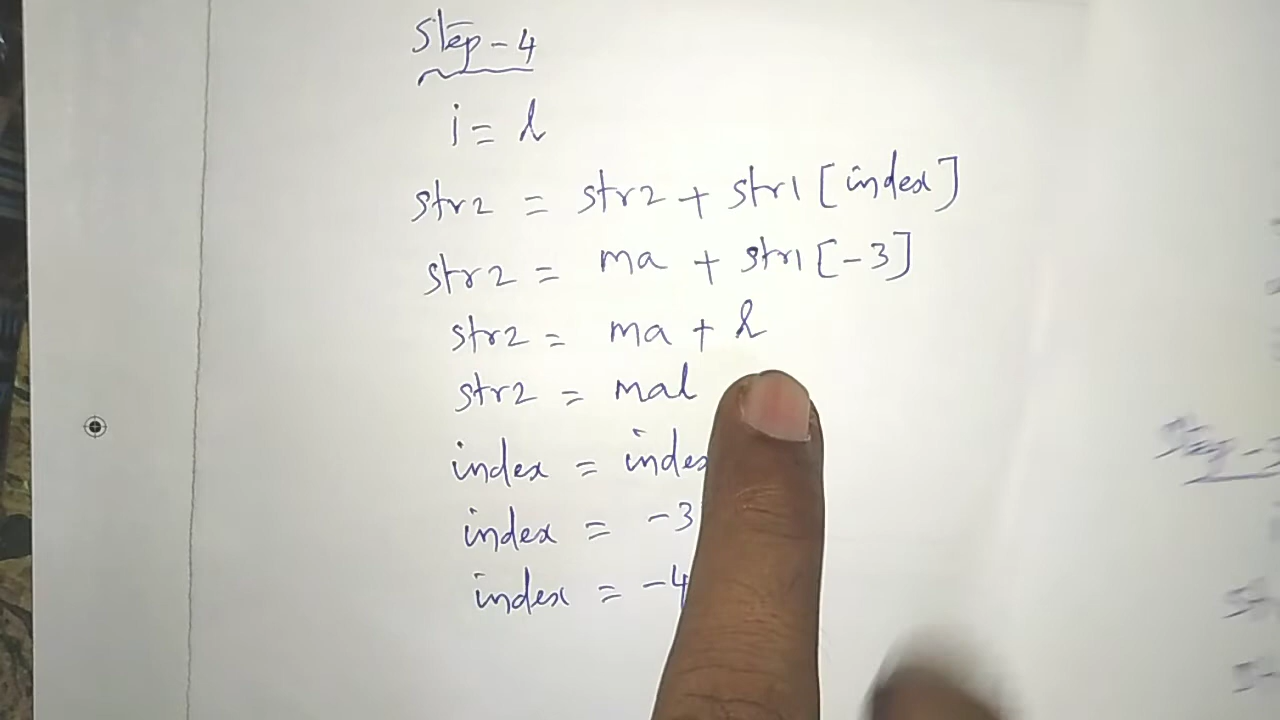 Step-4
i = l
str2 = str2 + str1[index]
str2 = ma + str1[-3]
str2 = ma + l
str2 = mal
index = index
index = -3
index = -4